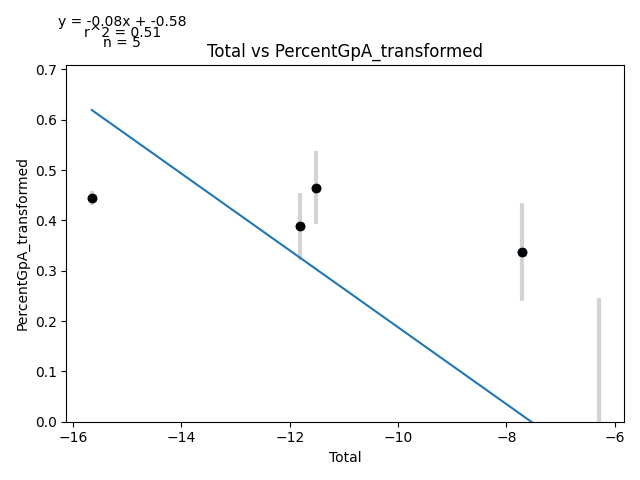 y = -0.08x + -0.58
r^2 = 0.51
n = 5
Total vs PercentGpA_transformed
PercentGpA_transformed
0.7
0.6
0.5
0.4
0.3
0.2
0.1
0.0
−16
−14
−12
−10
−8
−6
Total